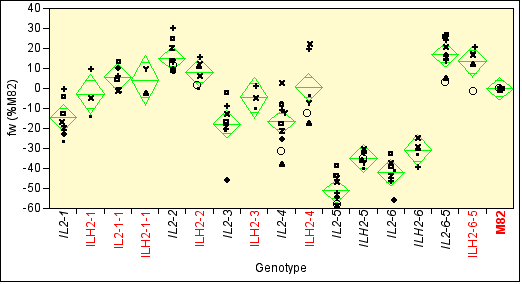 fw (%M82)
40
30
20
10
0
-10
-20
-30
-40
-50
-60
IL2-1
ILH2-1
IL2-1-1
ILH2-1-1
IL2-2
ILH2-2
IL2-3
ILH2-3
IL2-4
ILH2-4
IL2-5
ILH2-5
IL2-6
ILH2-6
IL2-6-5
ILH2-6-5
M82
Genotype